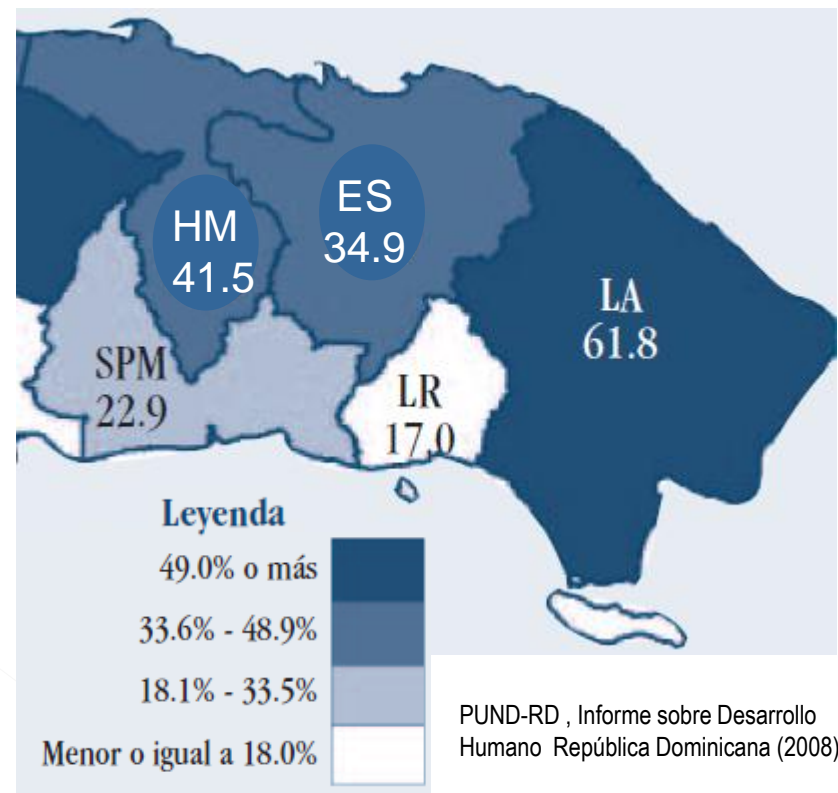 HM
41.5
ES
34.9
LA
61.8
SPM
22.9
LR
17.0
Leyenda
49.0% o más
33.6% - 48.9%
18.1% - 33.5%
Menor o igual a 18.0%
PUND-RD , Informe sobre Desarrollo
Humano República Dominicana (2008)